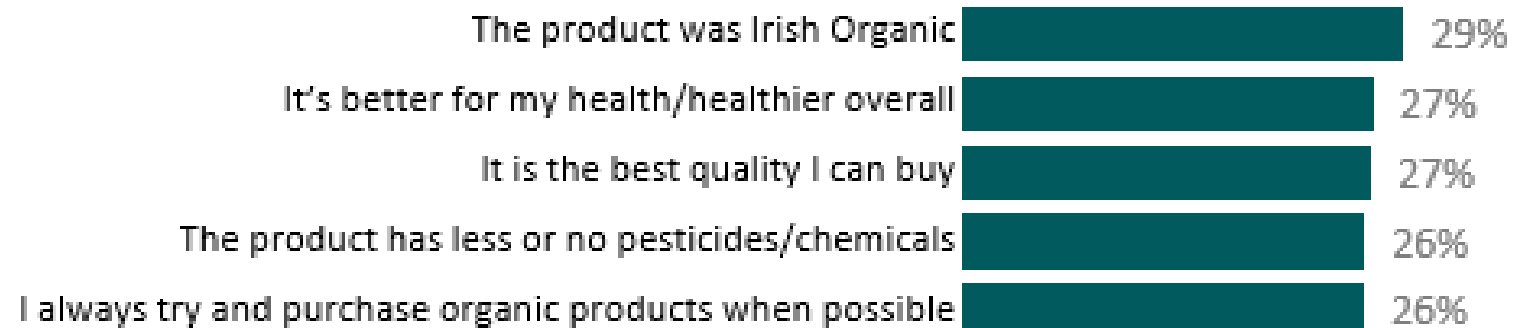 The product was Irish Organic 29%
It's better for my health/healthier overall 27%
It is the best quality I can buy 27%
The product has less or no pesticides/chemicals 26%
I always try and purchase organic products when possible 26%